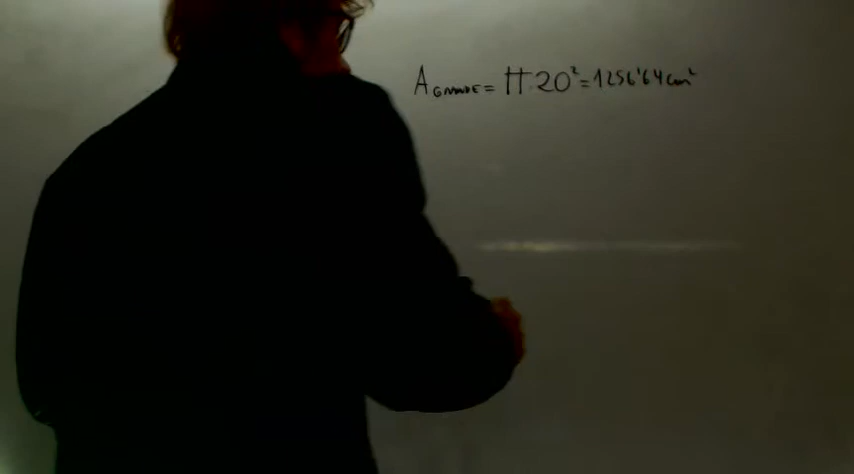 A GRANDE = π 20² = 1256'64 cm²